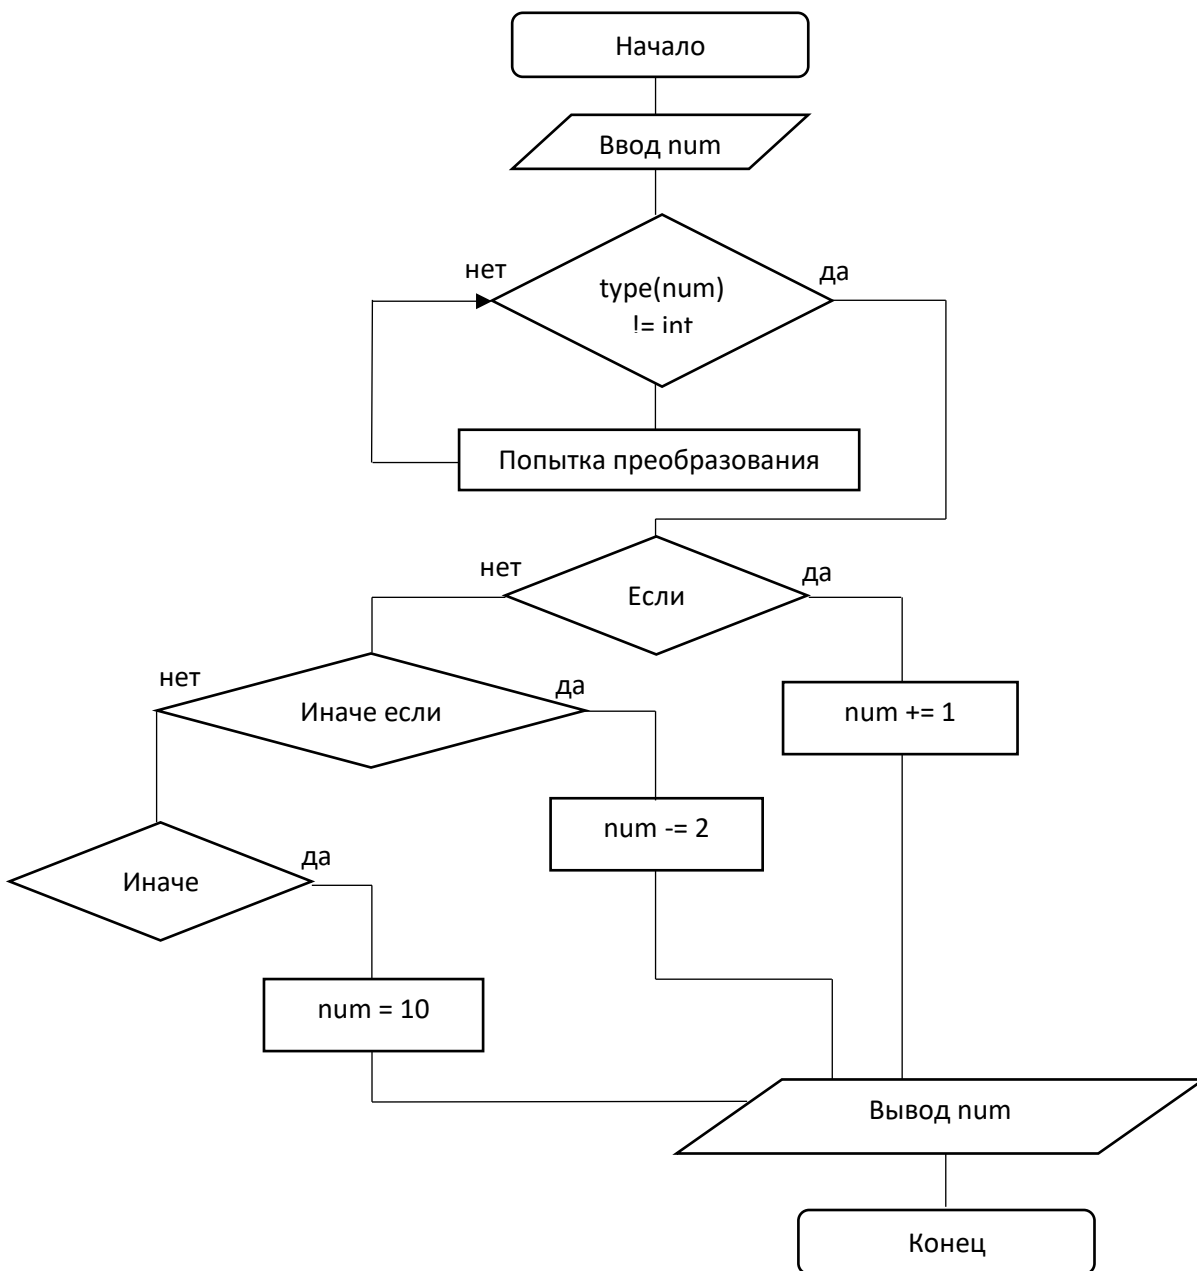 Начало
Ввод num
нет
да
type(num)
!= int
Попытка преобразования
нет
да
Если
нет
да
Иначе если
num += 1
num -= 2
да
Иначе
num = 10
Вывод num
Конец